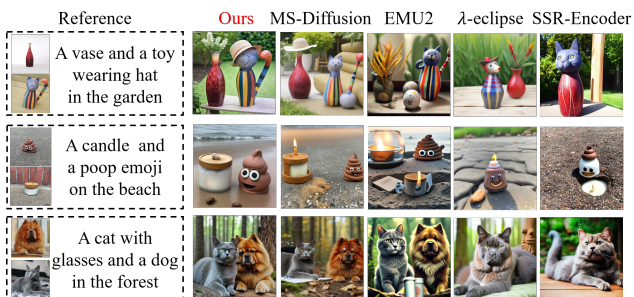 Reference
Ours
MS-Diffusion
EMU2
λ-eclipse
SSR-Encoder
A vase and a toy
wearing hat
in the garden
A candle and
a poop emoji
on the beach
A cat with
glasses and a dog
in the forest